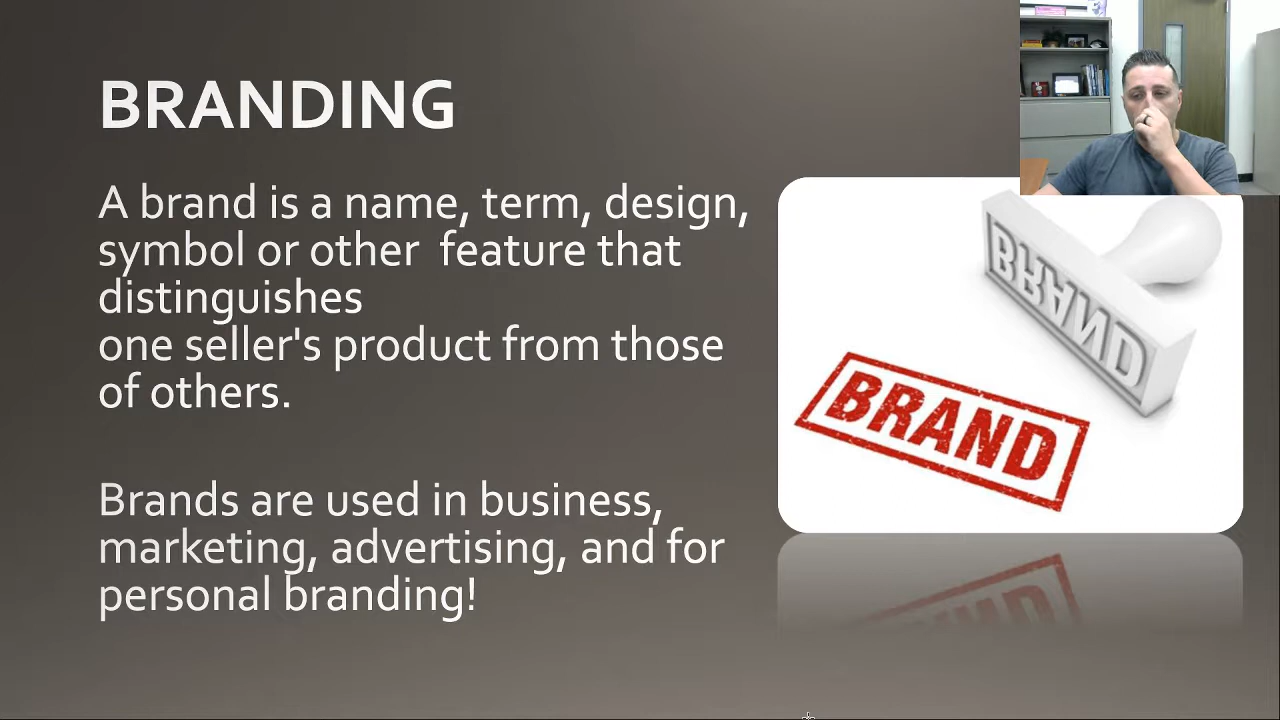 BRANDING
A brand is a name, term, design,
symbol or other  feature that
distinguishes
one seller's product from those
of others.
Brands are used in business,
marketing, advertising, and for
personal branding!
BRAND
BRAND